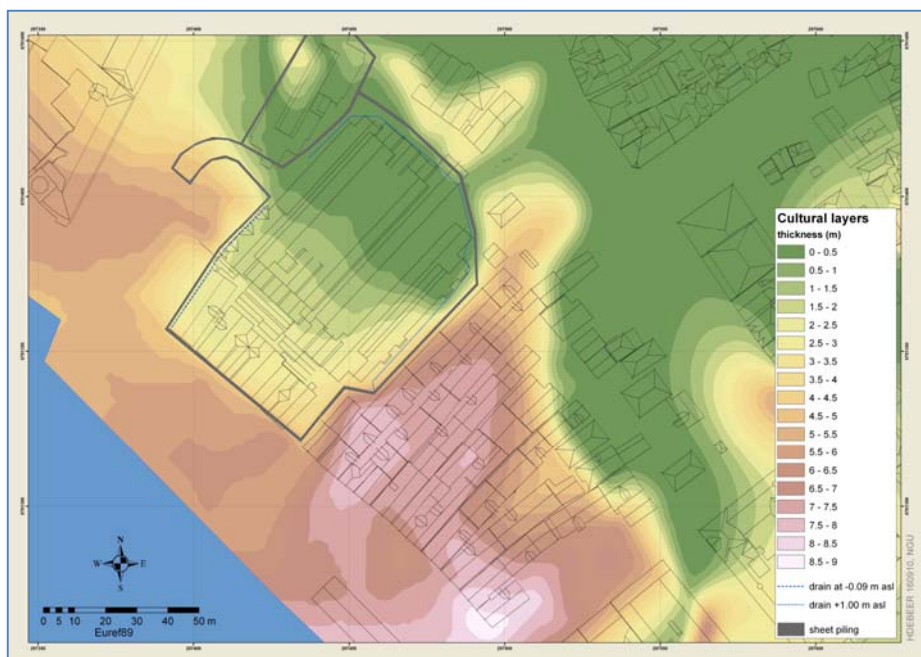 Cultural layers
thickness (m)
0 - 0.5
0.5 - 1
1 - 1.5
1.5 - 2
2 - 2.5
2.5 - 3
3 - 3.5
3.5 - 4
4 - 4.5
4.5 - 5
5 - 5.5
5.5 - 6
6 - 6.5
6.5 - 7
7 - 7.5
7.5 - 8
8 - 8.5
8.5 - 9
drain at -0.09 m asl
drain +1.00 m asl
sheet piling
HDEBEER 160910, NGU
N
W E
S
0 5 10 20 30 40 50 m
Euref89